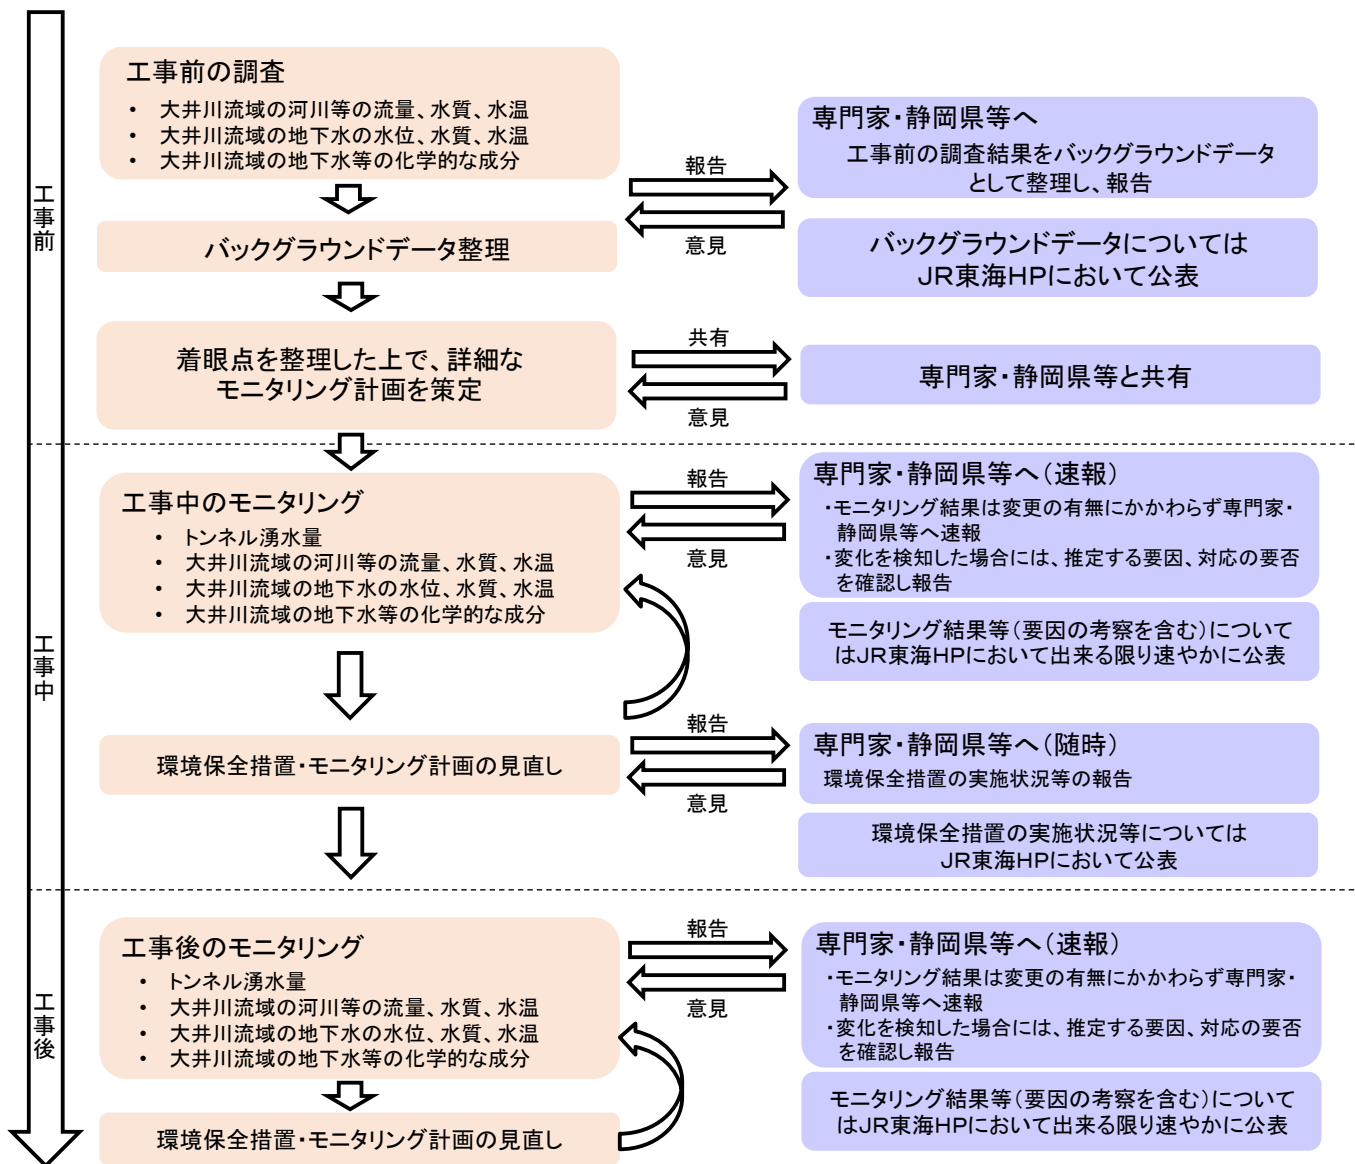 工事前
工事前の調査
• 大井川流域の河川等の流量、水質、水温
• 大井川流域の地下水の水位、水質、水温
• 大井川流域の地下水等の化学的な成分
報告
意見
専門家・静岡県等へ
工事前の調査結果をバックグラウンドデータ
として整理し、報告
バックグラウンドデータ整理
バックグラウンドデータについては
JR東海HPにおいて公表
着眼点を整理した上で、詳細な
モニタリング計画を策定
共有
意見
専門家・静岡県等と共有
工事中
工事中のモニタリング
• トンネル湧水量
• 大井川流域の河川等の流量、水質、水温
• 大井川流域の地下水の水位、水質、水温
• 大井川流域の地下水等の化学的な成分
報告
意見
専門家・静岡県等へ(速報)
・モニタリング結果は変更の有無にかかわらず専門家・
静岡県等へ速報
・変化を検知した場合には、推定する要因、対応の要否
を確認し報告
モニタリング結果等(要因の考察を含む)について
はJR東海HPにおいて出来る限り速やかに公表
環境保全措置・モニタリング計画の見直し
報告
意見
専門家・静岡県等へ(随時)
環境保全措置の実施状況等の報告
環境保全措置の実施状況等については
JR東海HPにおいて公表
工事後
工事後のモニタリング
• トンネル湧水量
• 大井川流域の河川等の流量、水質、水温
• 大井川流域の地下水の水位、水質、水温
• 大井川流域の地下水等の化学的な成分
報告
意見
専門家・静岡県等へ(速報)
・モニタリング結果は変更の有無にかかわらず専門家・
静岡県等へ速報
・変化を検知した場合には、推定する要因、対応の要否
を確認し報告
モニタリング結果等(要因の考察を含む)について
はJR東海HPにおいて出来る限り速やかに公表
環境保全措置・モニタリング計画の見直し